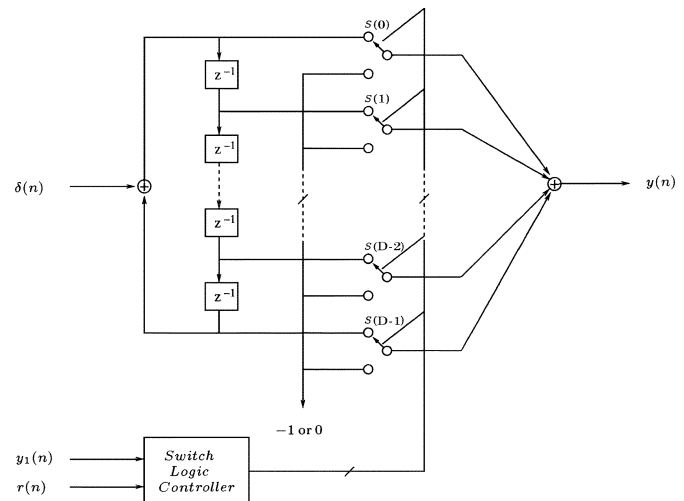 S(0)
z⁻¹
S(1)
z⁻¹
δ(n)
y(n)
z⁻¹
S(D-2)
z⁻¹
S(D-1)
−1 or 0
y₁(n)
r(n)
Switch
Logic
Controller